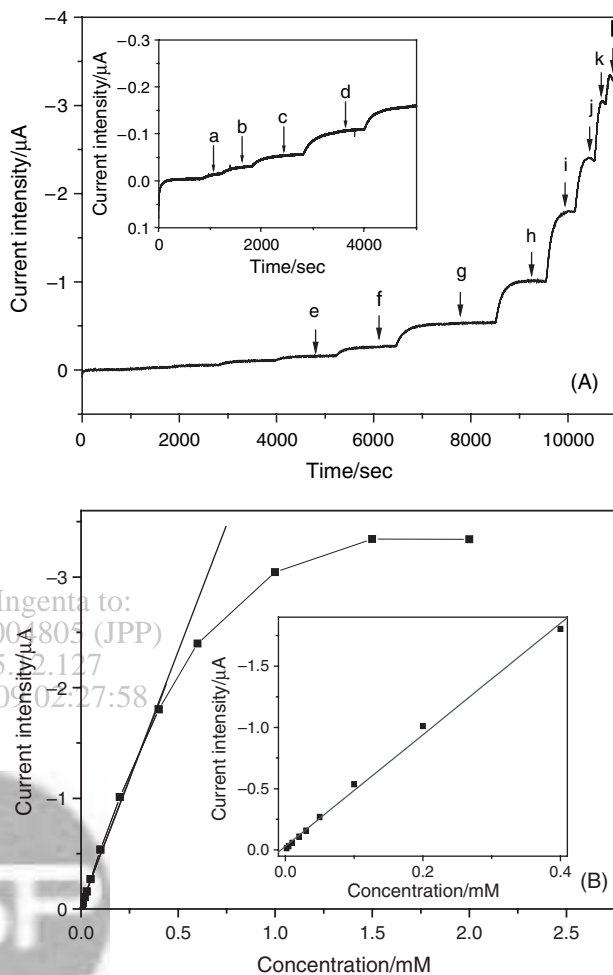 −4
−3
−2
−1
0
Current intensity/μA
0
2000
4000
6000
8000
10000
Time/sec
(A)
−0.3
−0.2
−0.1
0.0
0.1
Current intensity/μA
0
2000
4000
Time/sec
a
b
c
d
e
f
g
h
i
j
k
−3
−2
−1
0
Current intensity/μA
0.0
0.5
1.0
1.5
2.0
2.5
Concentration/mM
(B)
−1.5
−1.0
−0.5
0.0
Current intensity/μA
0.0
0.2
0.4
Concentration/mM
Ingenta to:
(JPP)
.127
02:27:58